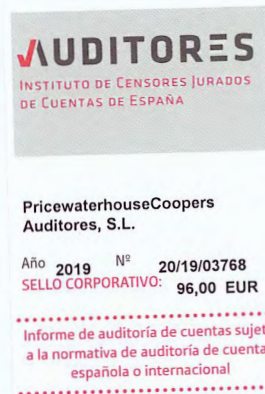 AUDITORES
INSTITUTO DE CENSORES JURADOS
DE CUENTAS DE ESPAÑA
PricewaterhouseCoopers
Auditores, S.L.
Año 2019 Nº 20/19/03768
SELLO CORPORATIVO: 96,00 EUR
Informe de auditoría de cuentas sujet
a la normativa de auditoría de cuenta
española o internacional